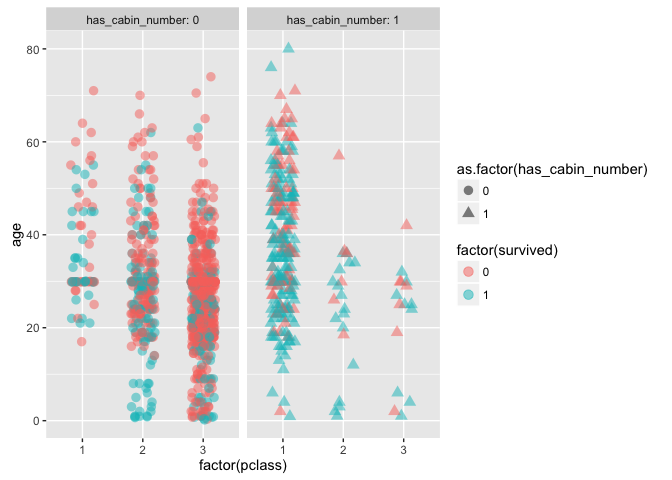 has_cabin_number: 0
has_cabin_number: 1
80
60
40
20
0
age
1
2
3
1
2
3
factor(pclass)
as.factor(has_cabin_number)
0
1
factor(survived)
0
1